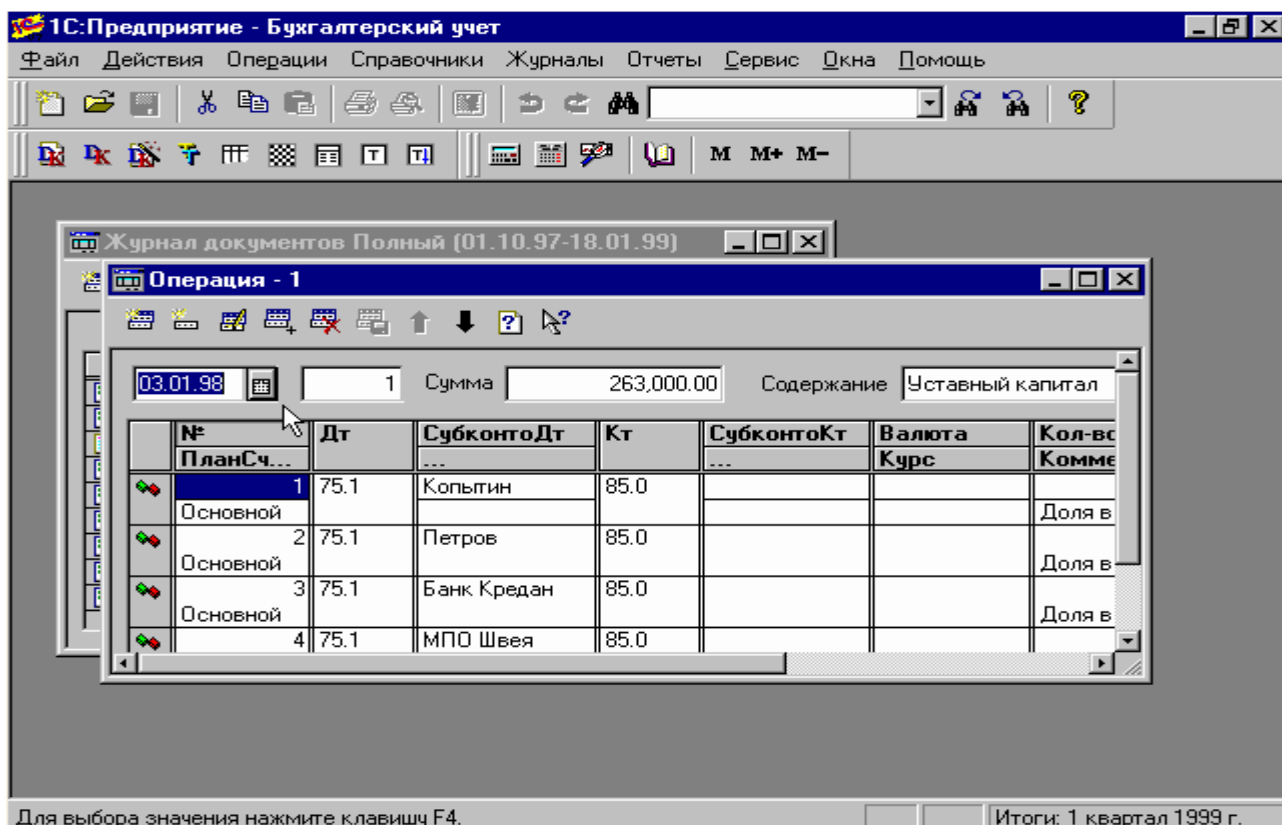 1С:Предприятие - Бухгалтерский учет
Файл Действия Операции Справочники Журналы Отчеты Сервис Окна Помощь
М М+ М-
Журнал документов Полный (01.10.97-18.01.99)
Операция - 1
03.01.98 1 Сумма 263,000.00 Содержание Уставный капитал
№ Дт СубконтоДт Кт СубконтоКт Валюта Кол-вс
ПланСч... ... ... Курс Комме
1 75.1 Копытин 85.0
Основной Доля в
2 75.1 Петров 85.0
Основной Доля в
3 75.1 Банк Кредан 85.0
Основной Доля в
4 75.1 МПО Швея 85.0
Для выбора значения нажмите клавишу F4. Итоги: 1 квартал 1999 г.